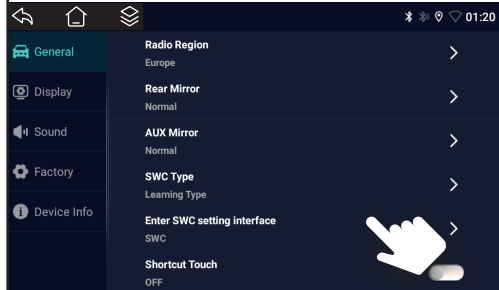 01:20
General
Display
Sound
Factory
Device Info
Radio Region
Europe
Rear Mirror
Normal
AUX Mirror
Normal
SWC Type
Learning Type
Enter SWC setting interface
SWC
Shortcut Touch
OFF